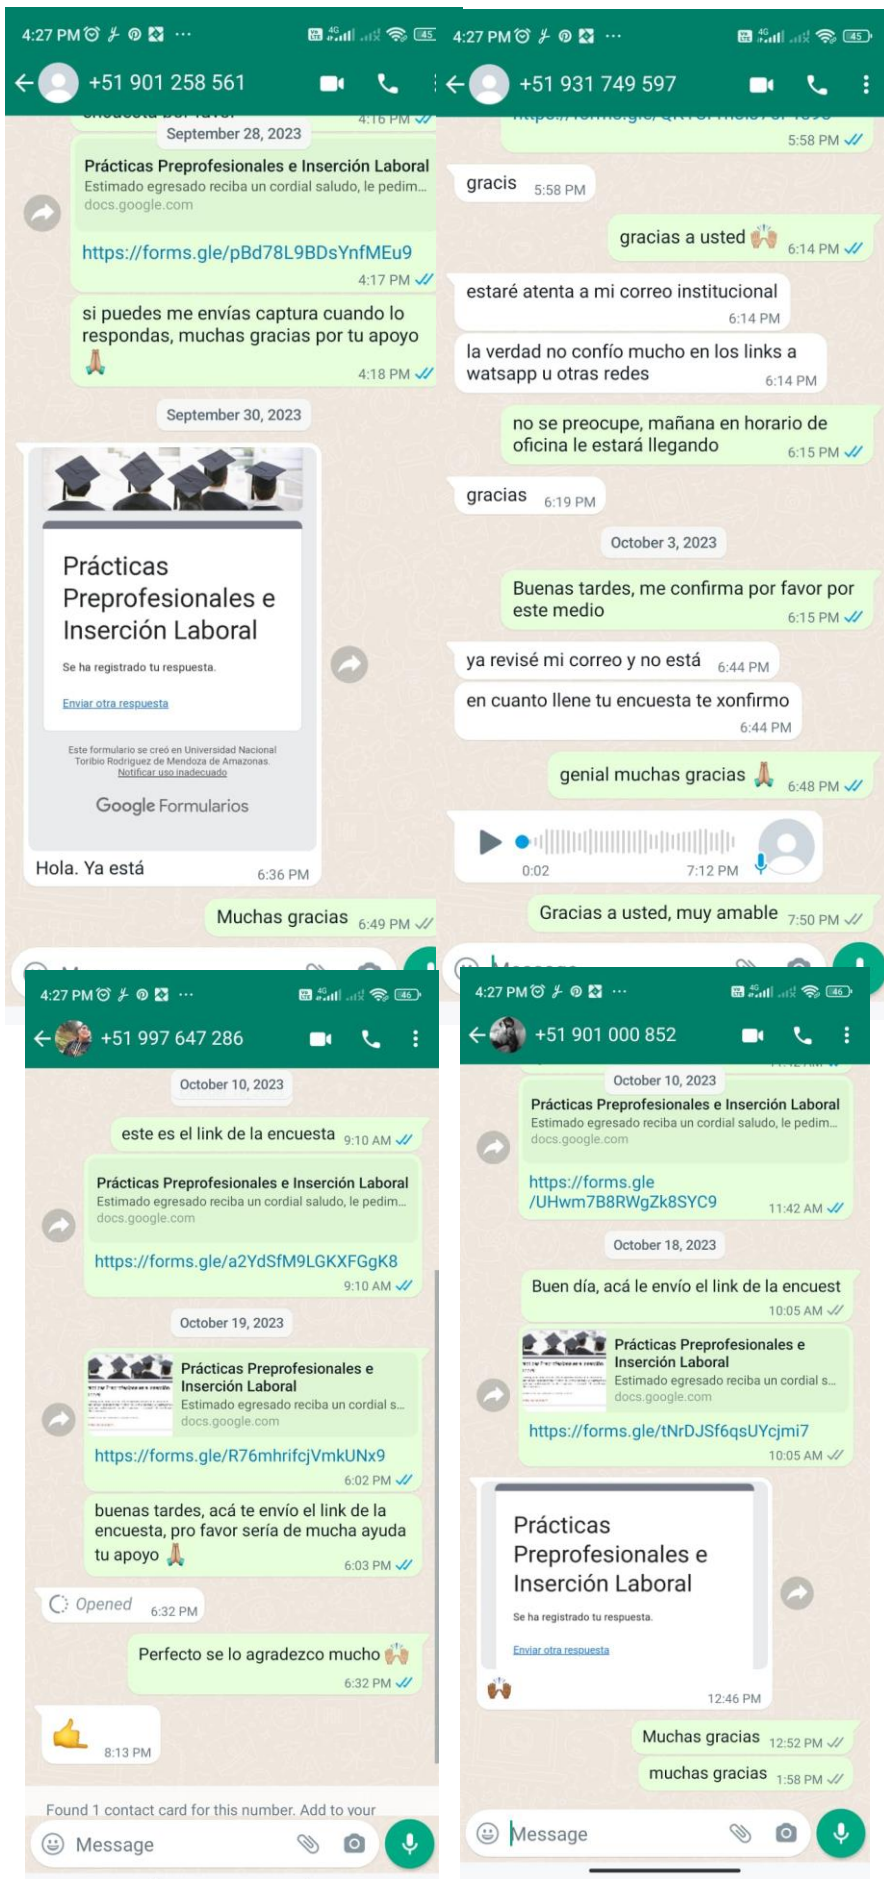 4:27 PM
4G
45
+51 901 258 561
4:16 PM
September 28, 2023
Prácticas Preprofesionales e Inserción Laboral
Estimado egresado reciba un cordial saludo, le pedim...
docs.google.com
https://forms.gle/pBd78L9BDsYnfMEu9
4:17 PM
si puedes me envías captura cuando lo
respondas, muchas gracias por tu apoyo
🙏🏼
4:18 PM
September 30, 2023
Prácticas
Preprofesionales e
Inserción Laboral
Se ha registrado tu respuesta.
Enviar otra respuesta
Este formulario se creó en Universidad Nacional
Toribio Rodriguez de Mendoza de Amazonas.
Notificar uso inadecuado
Google Formularios
Hola. Ya está
6:36 PM
Muchas gracias 6:49 PM
4:27 PM
4G
45
+51 931 749 597
5:58 PM
gracis 5:58 PM
gracias a usted 🙌🏼 6:14 PM
estaré atenta a mi correo institucional
6:14 PM
la verdad no confío mucho en los links a
watsapp u otras redes 6:14 PM
no se preocupe, mañana en horario de
oficina le estará llegando 6:15 PM
gracias 6:19 PM
October 3, 2023
Buenas tardes, me confirma por favor por
este medio 6:15 PM
ya revisé mi correo y no está 6:44 PM
en cuanto llene tu encuesta te xonfirmo
6:44 PM
genial muchas gracias 🙏🏼 6:48 PM
0:02 7:12 PM
Gracias a usted, muy amable 7:50 PM
4:27 PM
4G
46
+51 997 647 286
October 10, 2023
este es el link de la encuesta 9:10 AM
Prácticas Preprofesionales e Inserción Laboral
Estimado egresado reciba un cordial saludo, le pedim...
docs.google.com
https://forms.gle/a2YdSfM9LGKXFGgK8
9:10 AM
October 19, 2023
Prácticas Preprofesionales e
Inserción Laboral
Estimado egresado reciba un cordial s...
docs.google.com
https://forms.gle/R76mhrifcjVmkUNx9
6:02 PM
buenas tardes, acá te envío el link de la
encuesta, pro favor sería de mucha ayuda
tu apoyo 🙏🏼 6:03 PM
Opened 6:32 PM
Perfecto se lo agradezco mucho 🙌🏼
6:32 PM
🤙
8:13 PM
Found 1 contact card for this number. Add to your
Message
4:27 PM
4G
46
+51 901 000 852
October 10, 2023
Prácticas Preprofesionales e Inserción Laboral
Estimado egresado reciba un cordial saludo, le pedim...
docs.google.com
https://forms.gle
/UHwm7B8RWgZk8SYC9 11:42 AM
October 18, 2023
Buen día, acá le envío el link de la encuest
10:05 AM
Prácticas Preprofesionales e
Inserción Laboral
Estimado egresado reciba un cordial s...
docs.google.com
https://forms.gle/tNrDJSf6qsUYcjmi7
10:05 AM
Prácticas
Preprofesionales e
Inserción Laboral
Se ha registrado tu respuesta.
Enviar otra respuesta
🙌🏾
12:46 PM
Muchas gracias 12:52 PM
muchas gracias 1:58 PM
Message